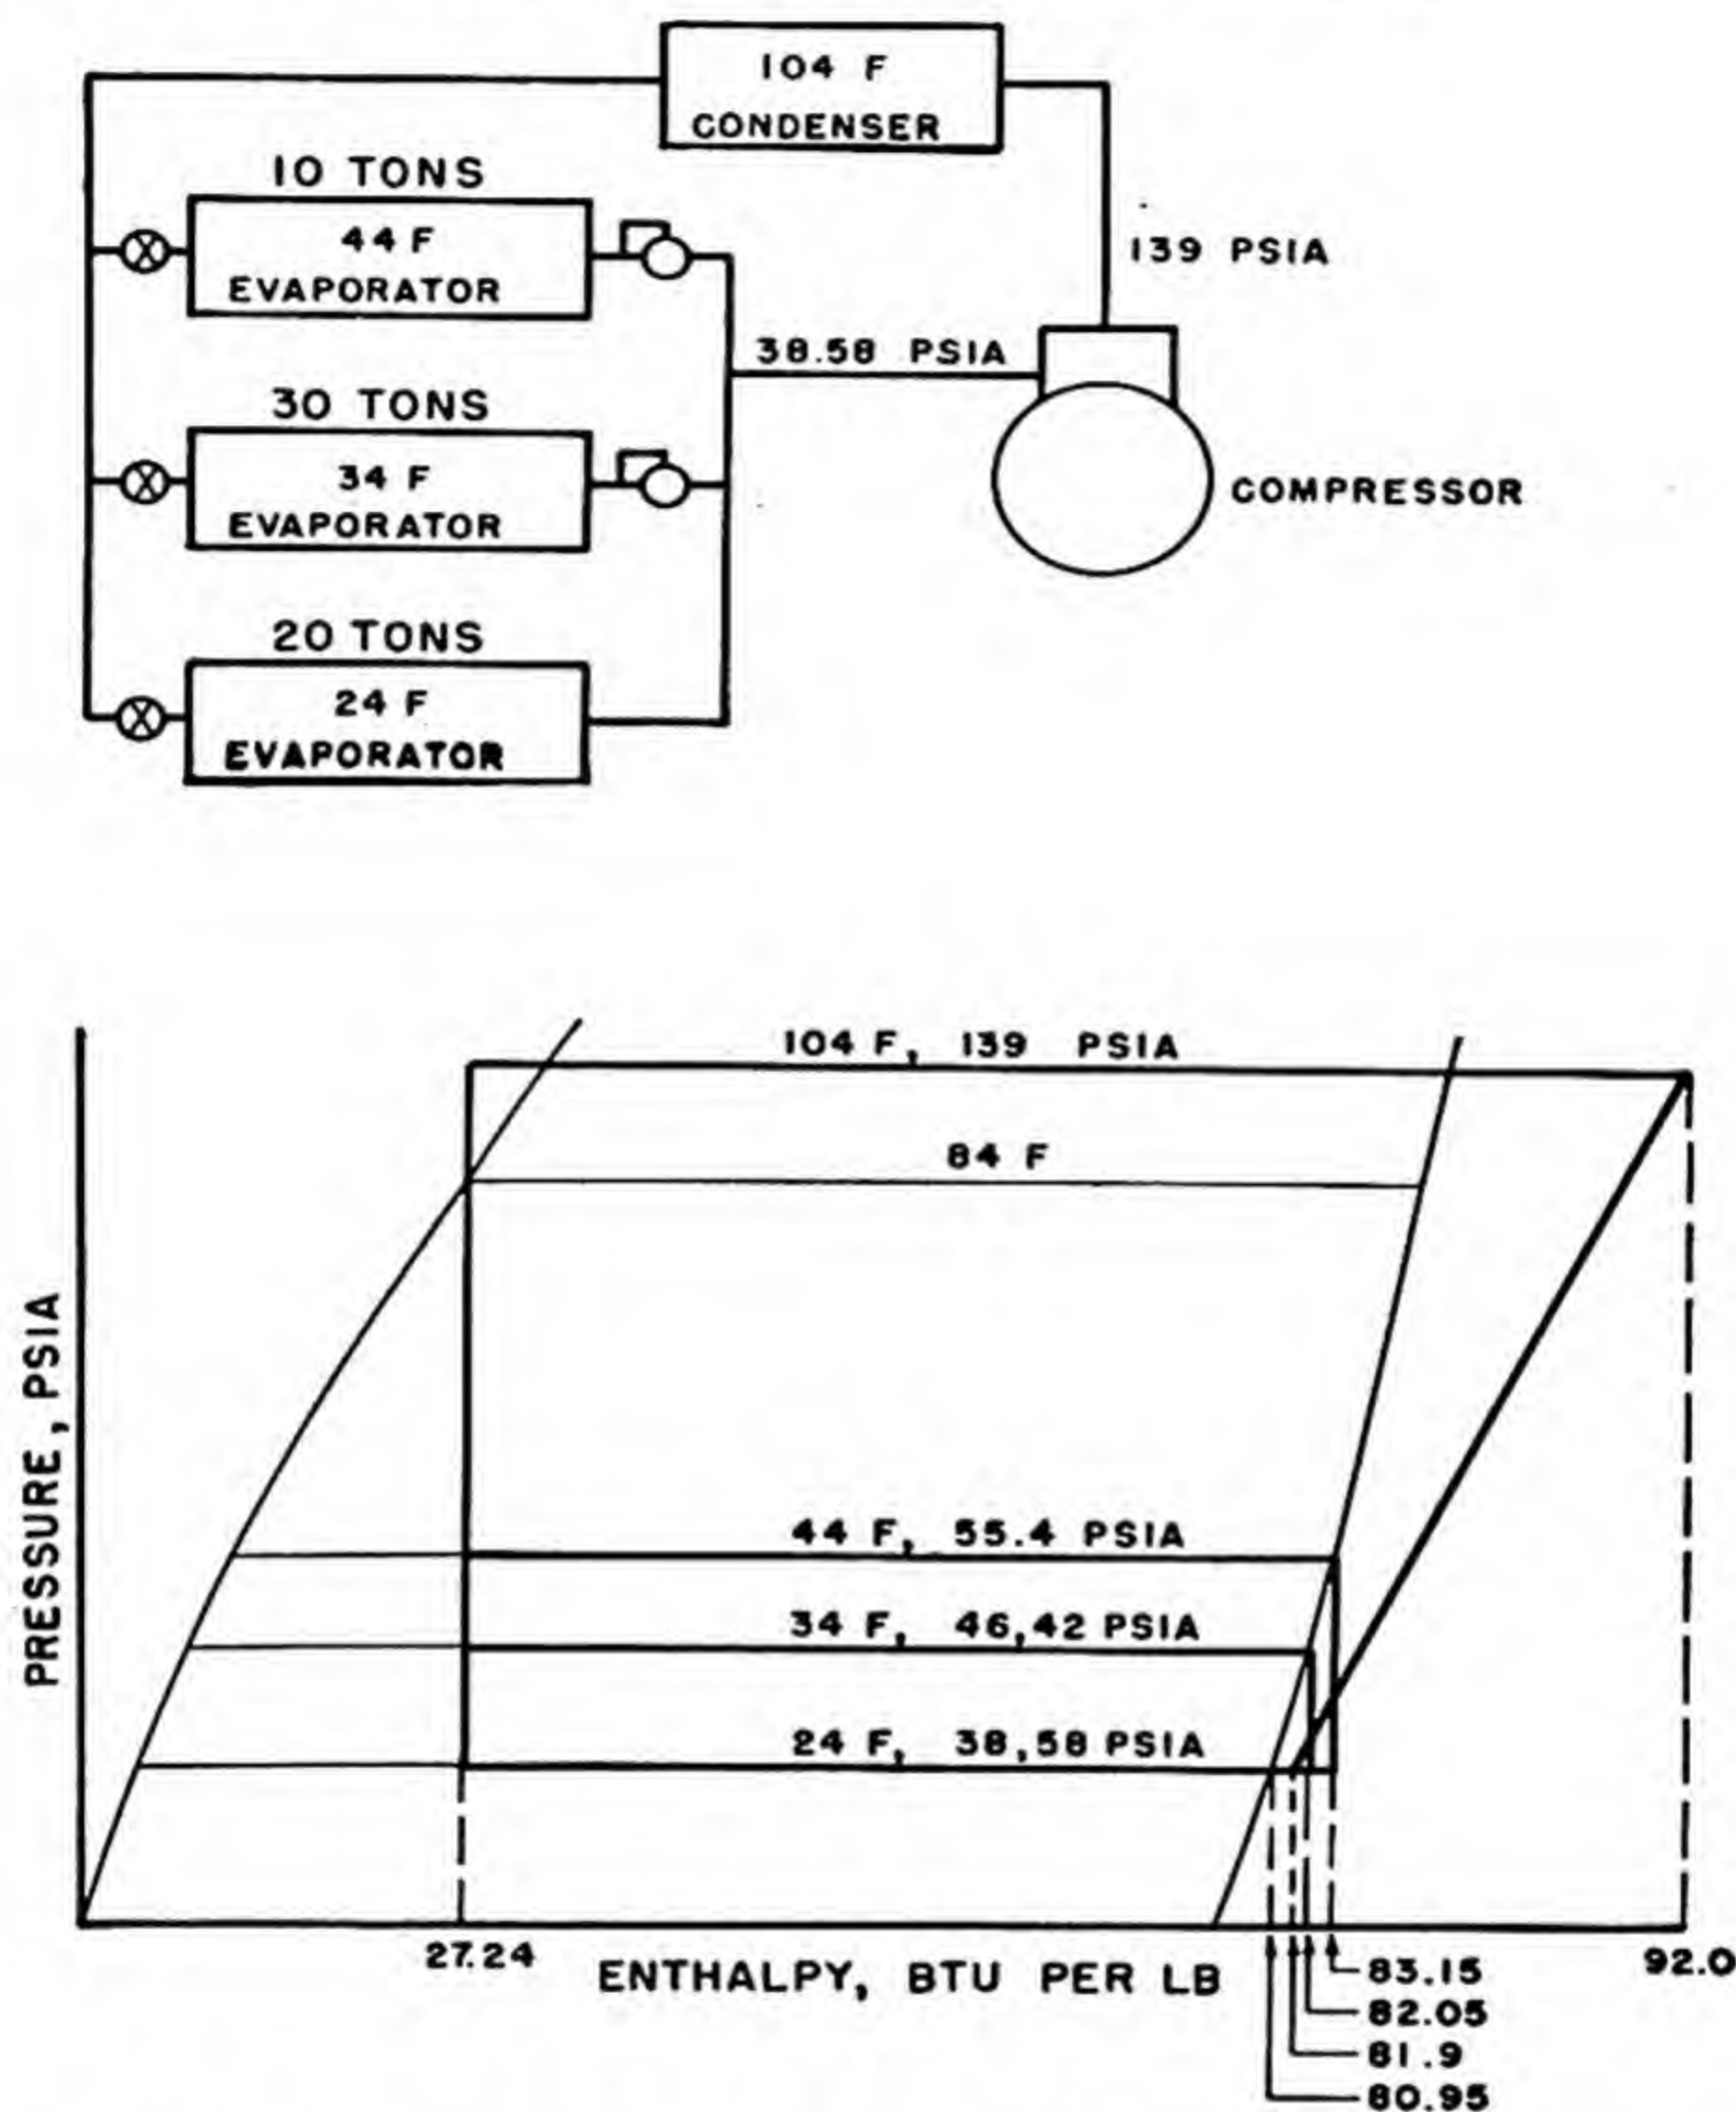 104 F
CONDENSER
10 TONS
44 F
EVAPORATOR
139 PSIA
38.58 PSIA
30 TONS
34 F
EVAPORATOR
COMPRESSOR
20 TONS
24 F
EVAPORATOR
104 F, 139 PSIA
84 F
PRESSURE, PSIA
44 F, 55.4 PSIA
34 F, 46,42 PSIA
24 F, 38,58 PSIA
27.24
ENTHALPY, BTU PER LB
92.0
83.15
82.05
81.9
80.95